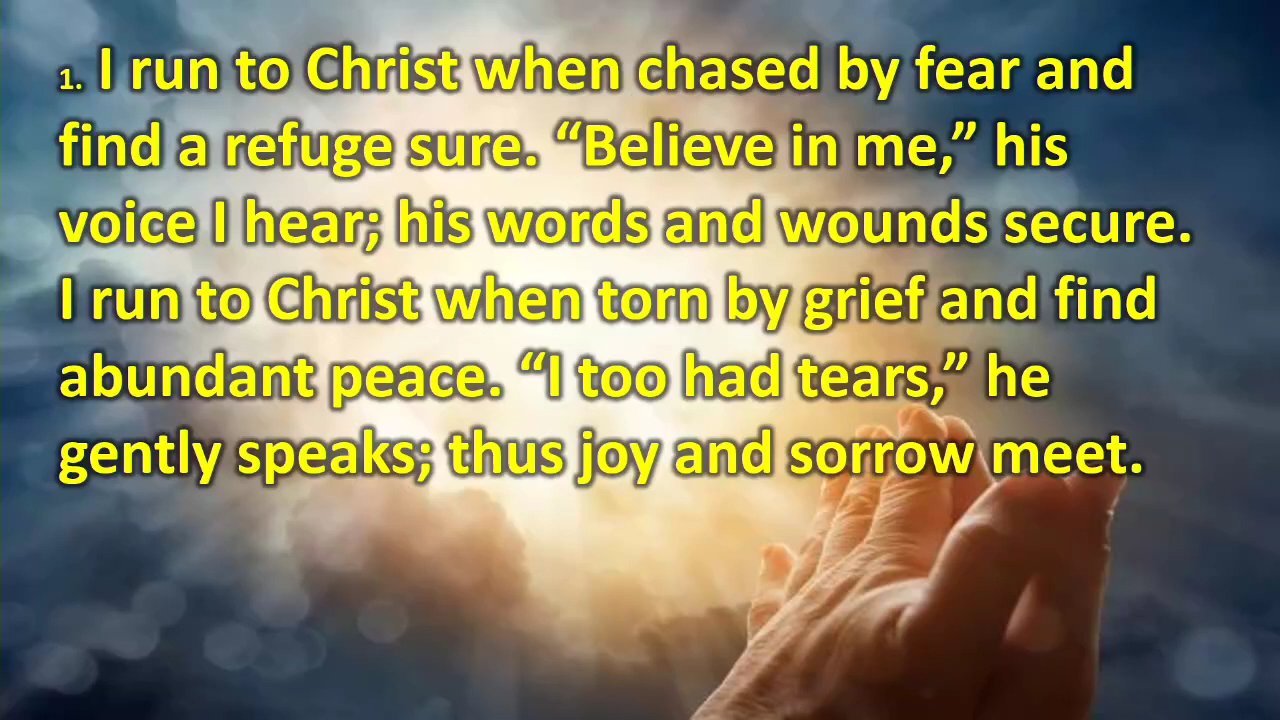 1. I run to Christ when chased by fear and
find a refuge sure. “Believe in me,” his
voice I hear; his words and wounds secure.
I run to Christ when torn by grief and find
abundant peace. “I too had tears,” he
gently speaks; thus joy and sorrow meet.